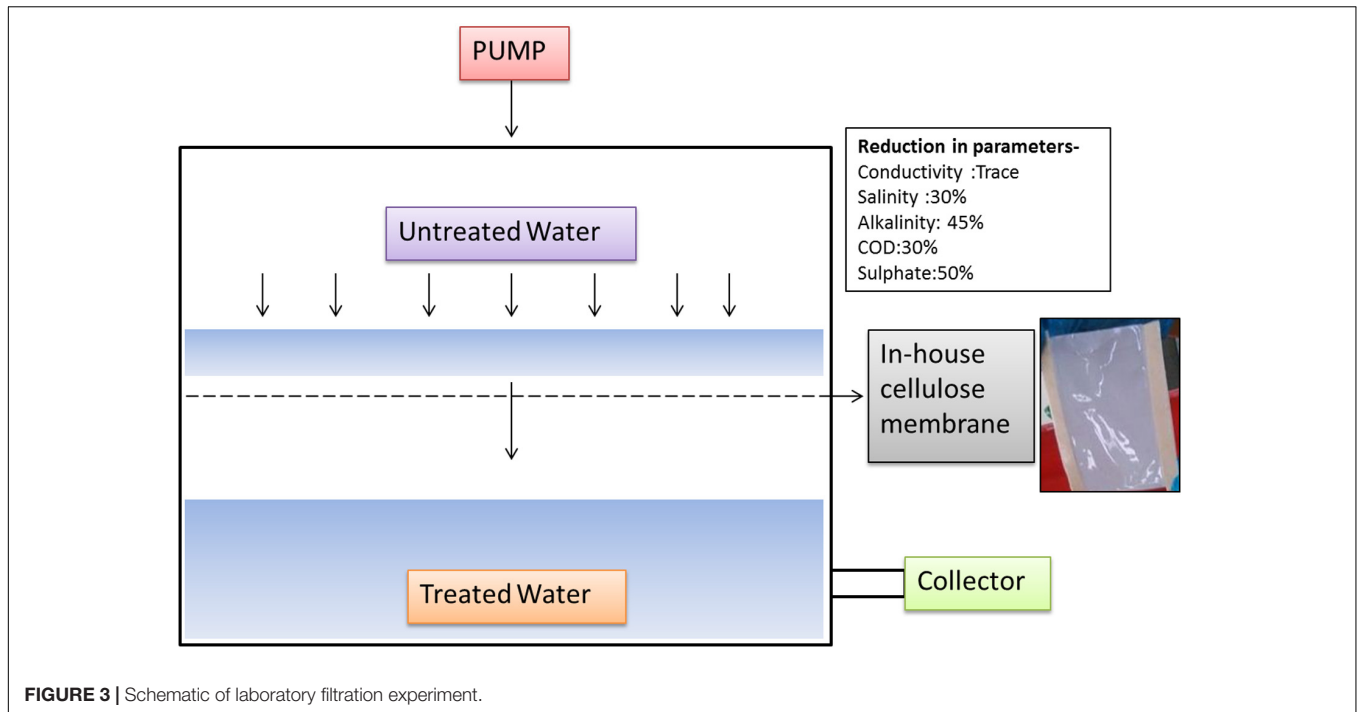 PUMP
Untreated Water
Reduction in parameters-
Conductivity :Trace
Salinity :30%
Alkalinity: 45%
COD:30%
Sulphate:50%
In-house
cellulose
membrane
Treated Water
Collector
FIGURE 3 | Schematic of laboratory filtration experiment.